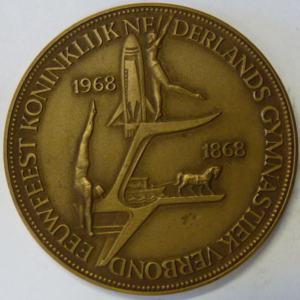 EEUWFEEST KONINKLIJK NEDERLANDS GYMNASTIEK VERBOND
1968
1868